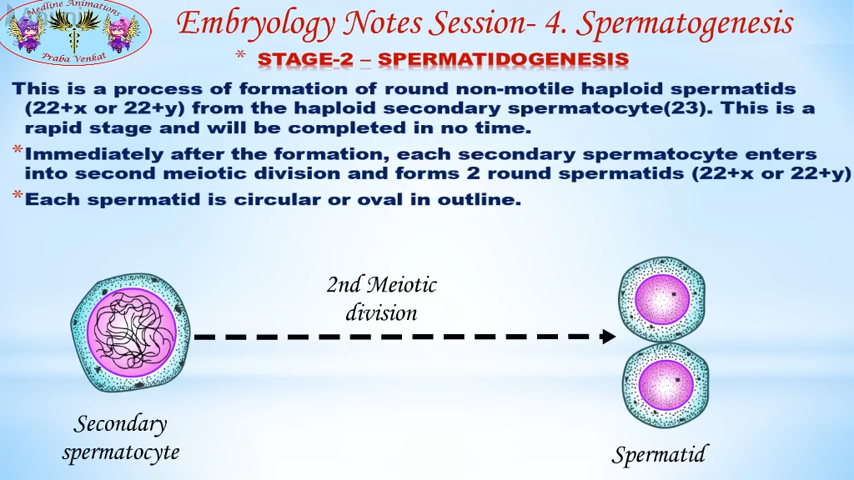 Medline Animations
Praba Venkat
Embryology Notes Session- 4. Spermatogenesis
* STAGE-2 – SPERMATIDOGENESIS
This is a process of formation of round non-motile haploid spermatids
(22+x or 22+y) from the haploid secondary spermatocyte(23). This is a
rapid stage and will be completed in no time.
*Immediately after the formation, each secondary spermatocyte enters
into second meiotic division and forms 2 round spermatids (22+x or 22+y)
*Each spermatid is circular or oval in outline.
2nd Meiotic
division
Secondary
spermatocyte
Spermatid